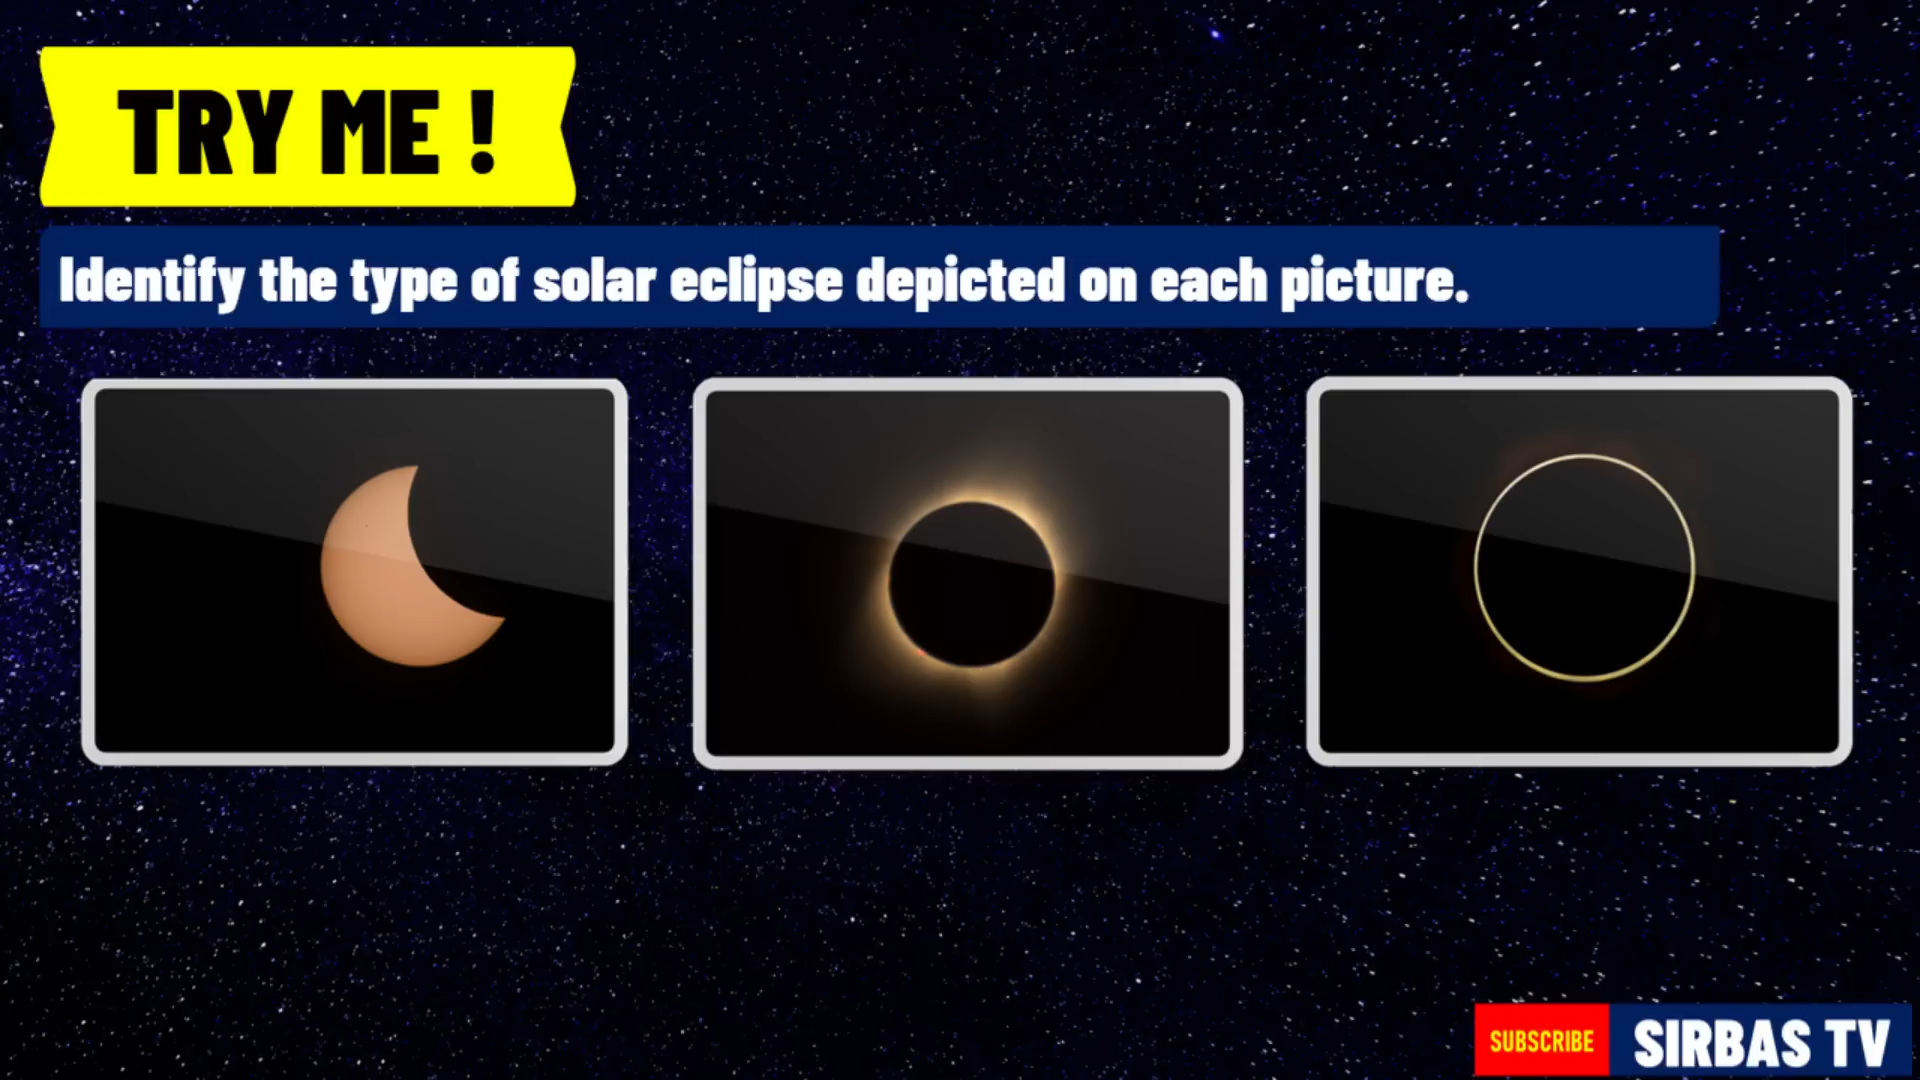 TRY ME !
Identify the type of solar eclipse depicted on each picture.
SUBSCRIBE
SIRBAS TV